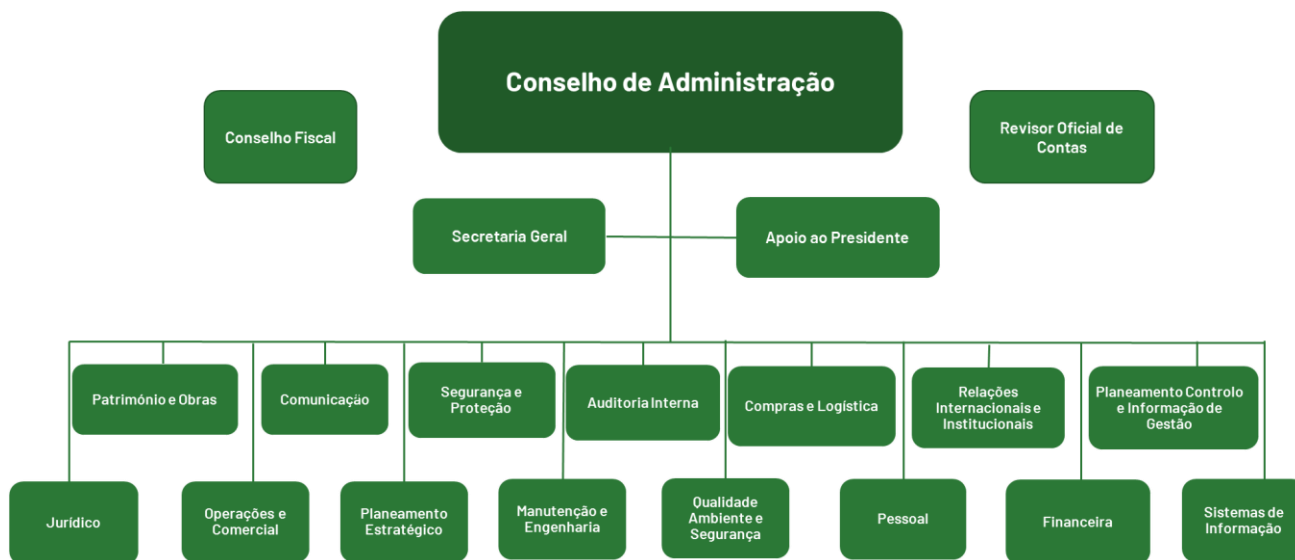 Conselho de Administração
Conselho Fiscal
Revisor Oficial de
Contas
Secretaria Geral
Apoio ao Presidente
Património e Obras
Comunicação
Segurança e
Proteção
Auditoria Interna
Compras e Logística
Relações
Internacionais e
Institucionais
Planeamento Controlo
e Informação de
Gestão
Jurídico
Operações e
Comercial
Planeamento
Estratégico
Manutenção e
Engenharia
Qualidade
Ambiente e
Segurança
Pessoal
Financeira
Sistemas de
Informação